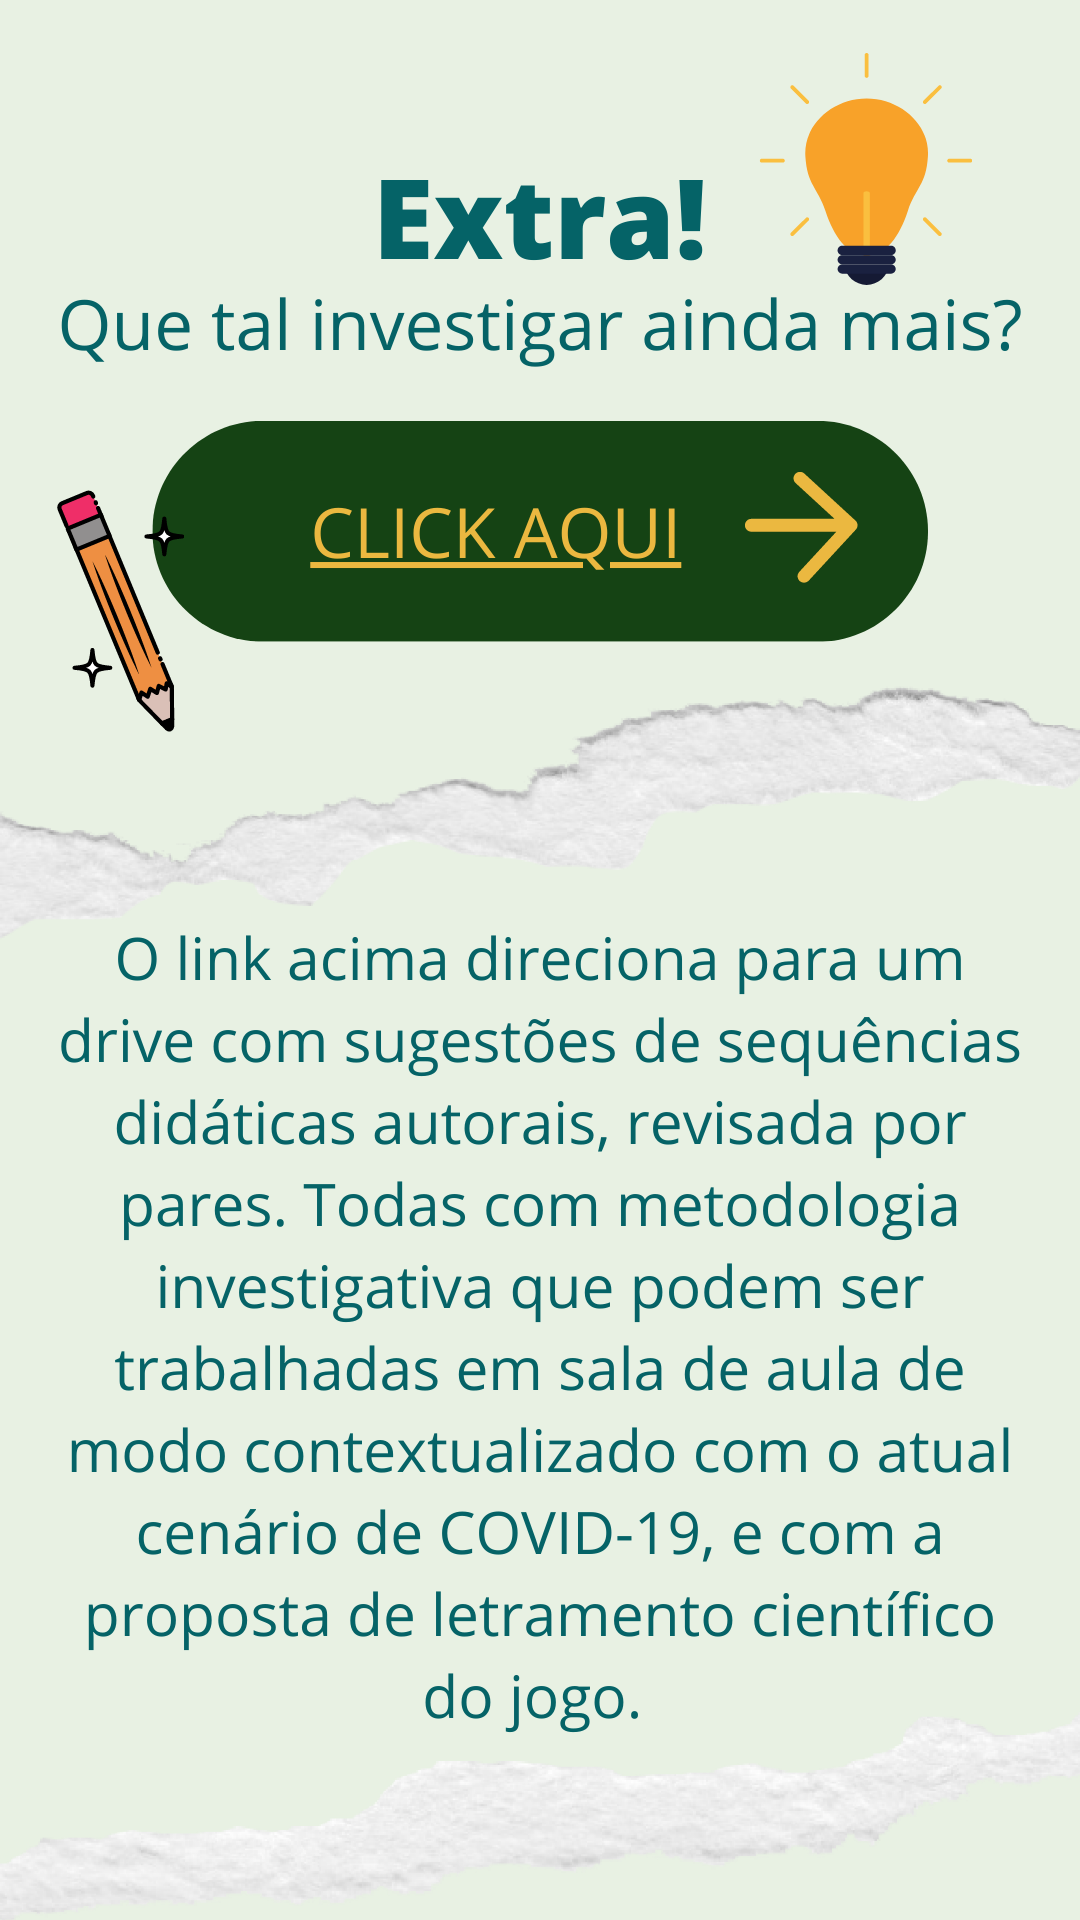 Extra!
Que tal investigar ainda mais?
CLICK AQUI
O link acima direciona para um
drive com sugestões de sequências
didáticas autorais, revisada por
pares. Todas com metodologia
investigativa que podem ser
trabalhadas em sala de aula de
modo contextualizado com o atual
cenário de COVID-19, e com a
proposta de letramento científico
do jogo.